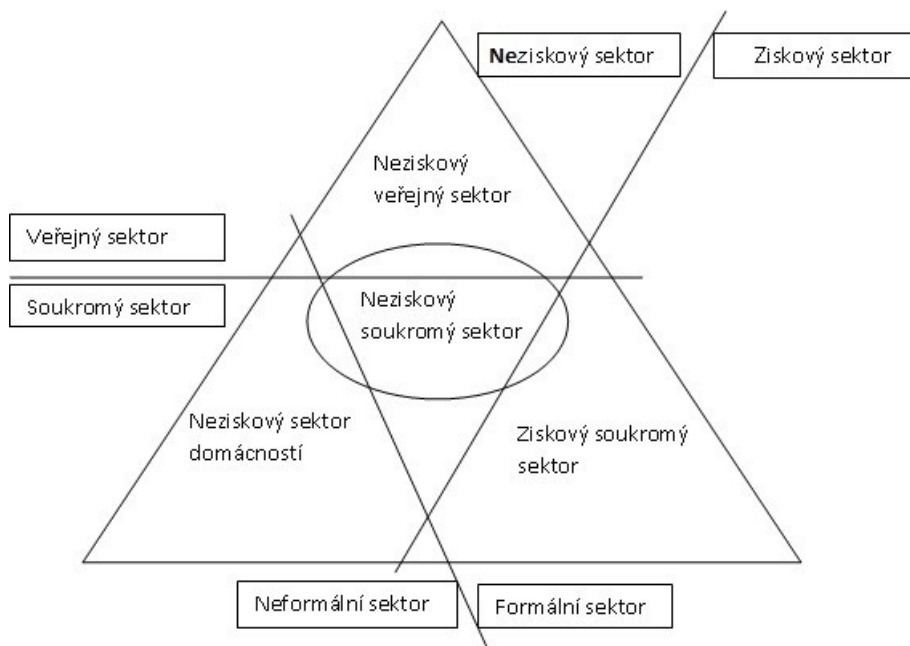 Neziskový sektor
Ziskový sektor
Neziskový
veřejný sektor
Veřejný sektor
Soukromý sektor
Neziskový
soukromý sektor
Neziskový sektor
domácností
Ziskový soukromý
sektor
Neformální sektor
Formální sektor